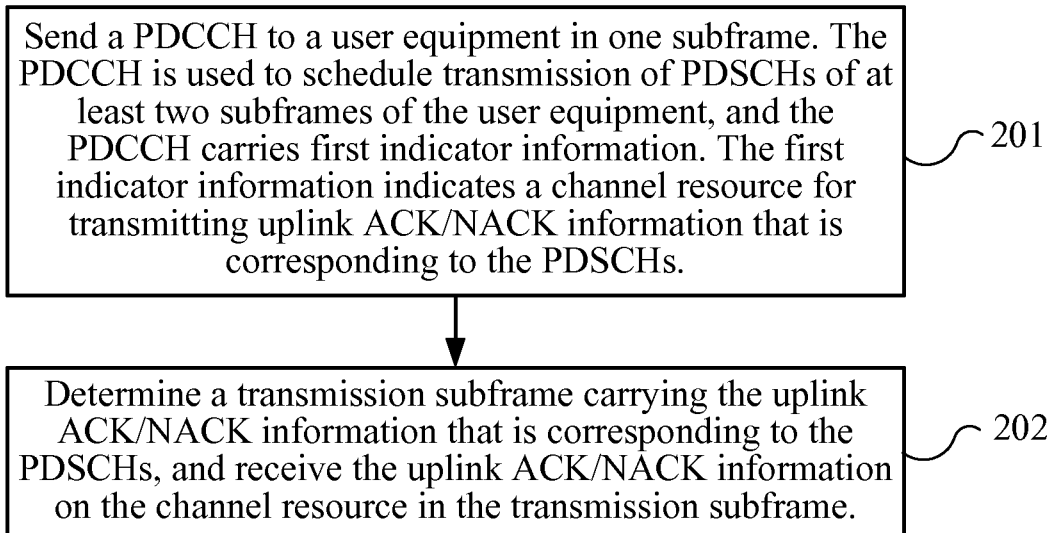 Send a PDCCH to a user equipment in one subframe. The
PDCCH is used to schedule transmission of PDSCHs of at
least two subframes of the user equipment, and the
PDCCH carries first indicator information. The first
indicator information indicates a channel resource for
transmitting uplink ACK/NACK information that is
corresponding to the PDSCHs.
201
Determine a transmission subframe carrying the uplink
ACK/NACK information that is corresponding to the
PDSCHs, and receive the uplink ACK/NACK information
on the channel resource in the transmission subframe.
202